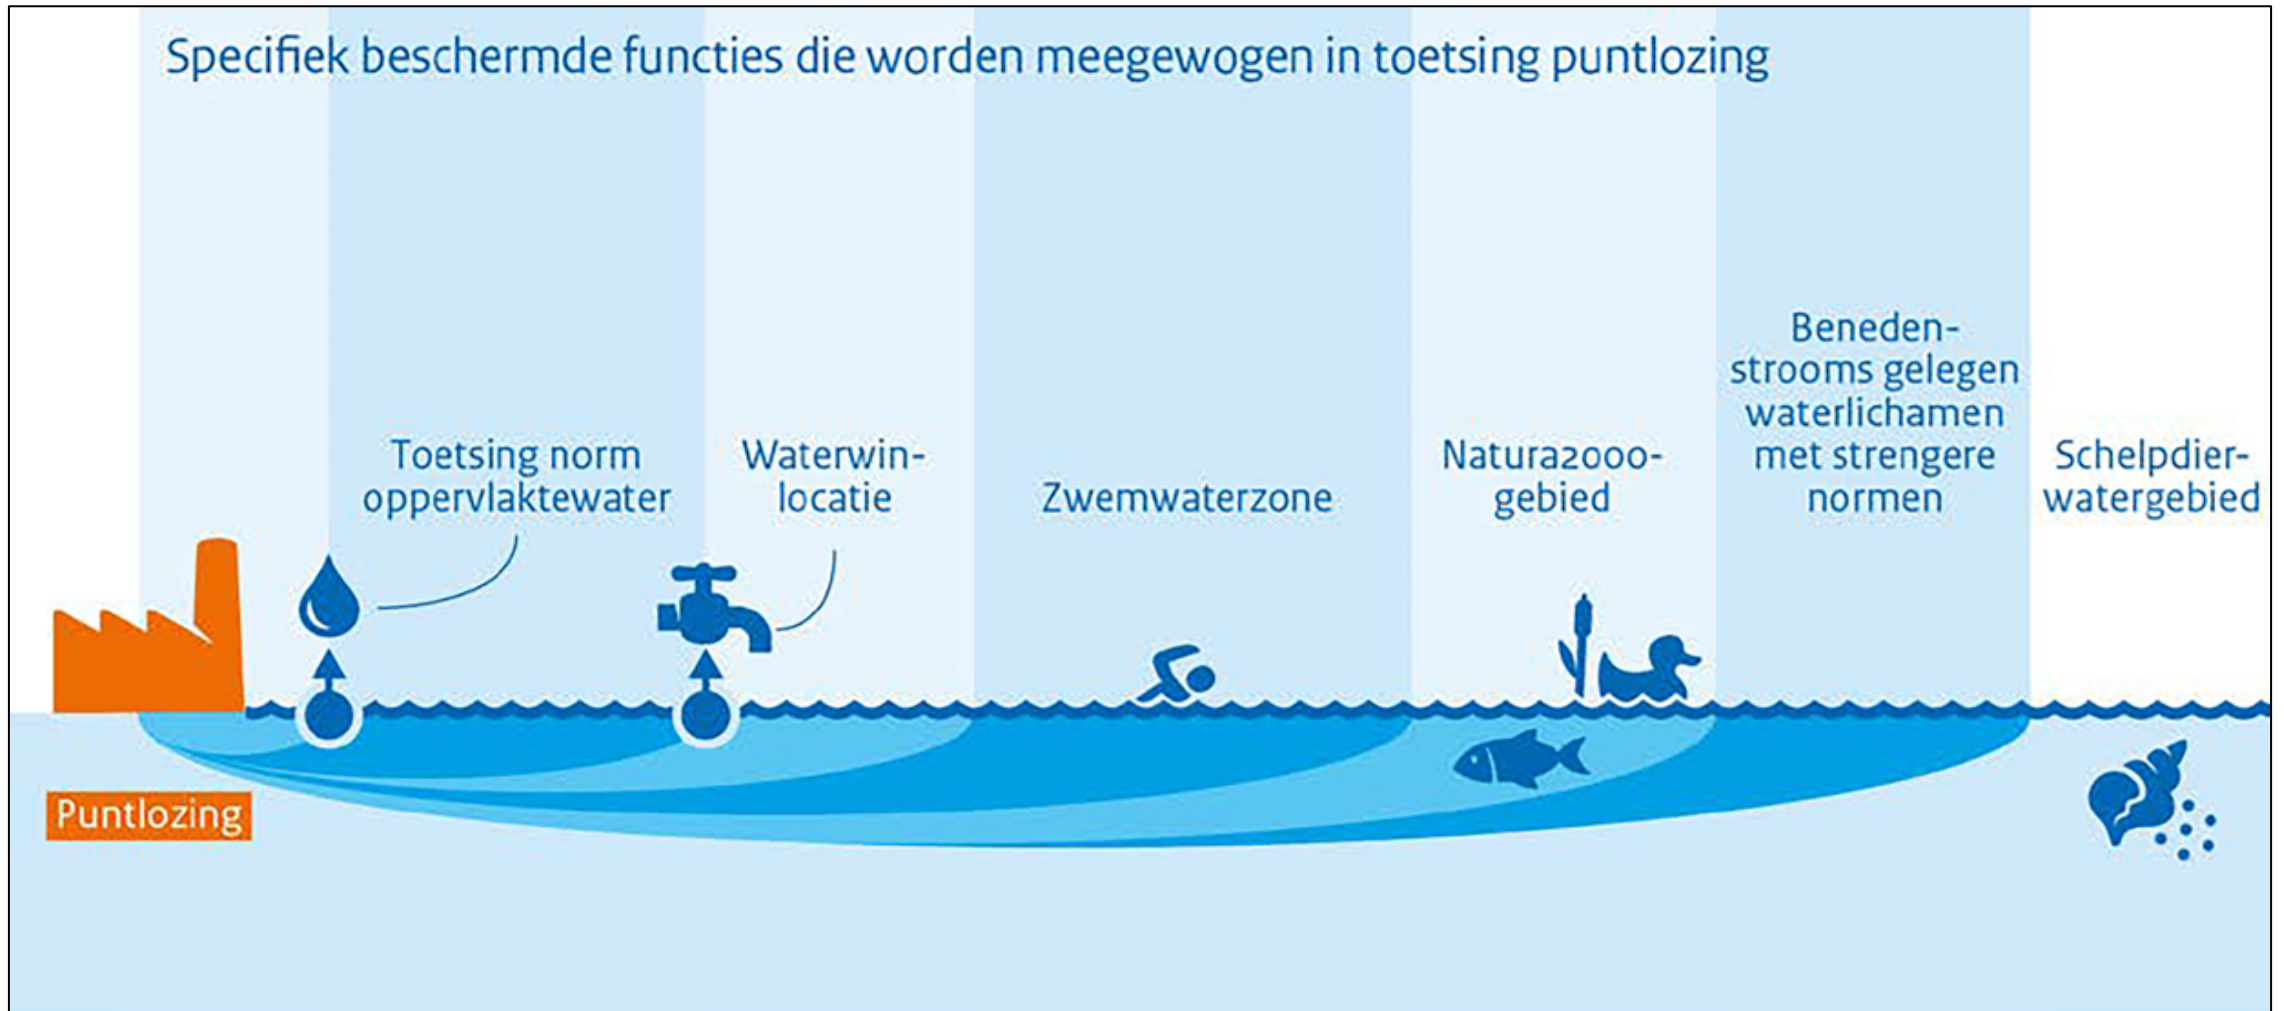 Specifiek beschermde functies die worden meegewogen in toetsing puntlozing
Toetsing norm
oppervlaktewater
Waterwin-
locatie
Zwemwaterzone
Natura2000-
gebied
Beneden-
strooms gelegen
waterlichamen
met strengere
normen
Schelpdier-
watergebied
Puntlozing